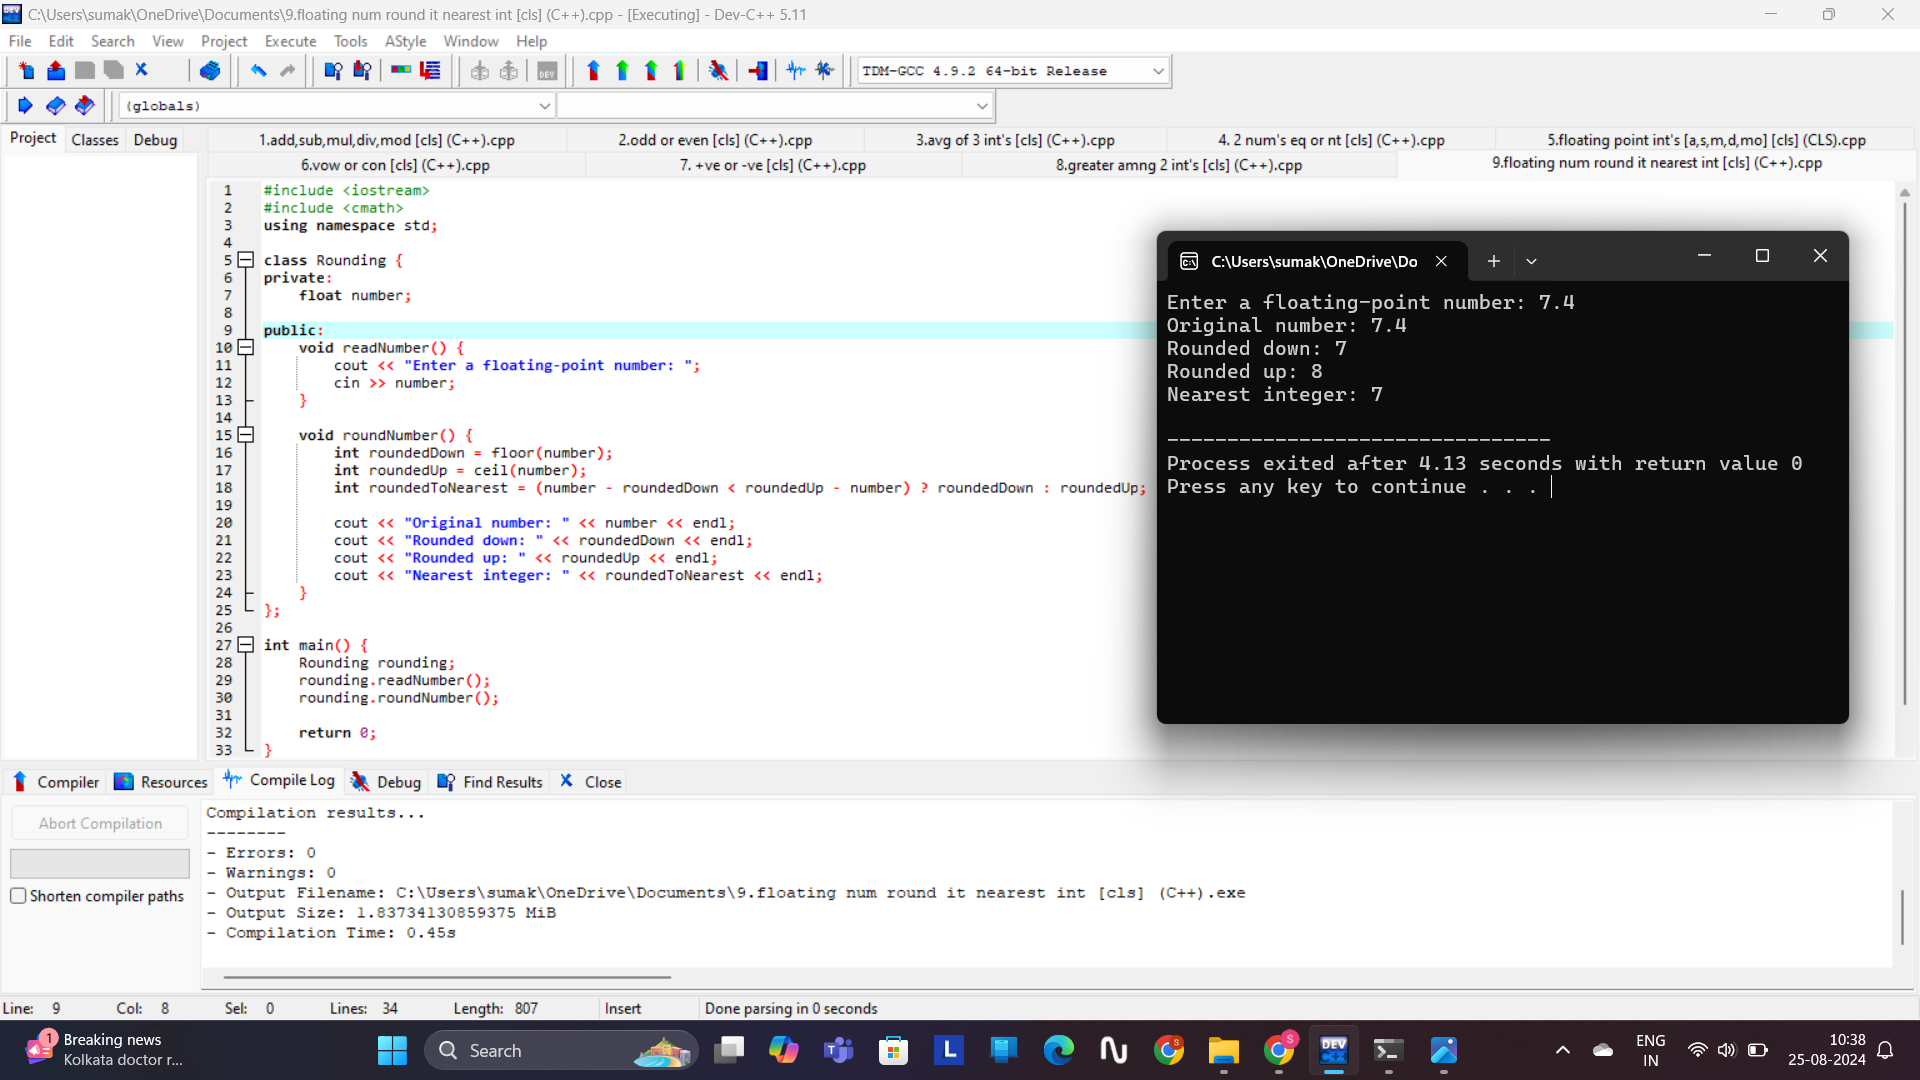 C:\Users\sumak\OneDrive\Documents\9.floating num round it nearest int [cls] (C++).cpp - [Executing] - Dev-C++ 5.11
File Edit Search View Project Execute Tools AStyle Window Help
TDM-GCC 4.9.2 64-bit Release
(globals)
Project Classes Debug
1.add,sub,mul,div,mod [cls] (C++).cpp 2.odd or even [cls] (C++).cpp 3.avg of 3 int's [cls] (C++).cpp 4. 2 num's eq or nt [cls] (C++).cpp 5.floating point int's [a,s,m,d,mo] [cls] (CLS).cpp
6.vow or con [cls] (C++).cpp 7. +ve or -ve [cls] (C++).cpp 8.greater amng 2 int's [cls] (C++).cpp 9.floating num round it nearest int [cls] (C++).cpp
1 #include <iostream>
2 #include <cmath>
3 using namespace std;
4
5 class Rounding {
6 private:
7 float number;
8
9 public:
10 void readNumber() {
11 cout << "Enter a floating-point number: ";
12 cin >> number;
13 }
14
15 void roundNumber() {
16 int roundedDown = floor(number);
17 int roundedUp = ceil(number);
18 int roundedToNearest = (number - roundedDown < roundedUp - number) ? roundedDown : roundedUp;
19
20 cout << "Original number: " << number << endl;
21 cout << "Rounded down: " << roundedDown << endl;
22 cout << "Rounded up: " << roundedUp << endl;
23 cout << "Nearest integer: " << roundedToNearest << endl;
24 }
25 };
26
27 int main() {
28 Rounding rounding;
29 rounding.readNumber();
30 rounding.roundNumber();
31
32 return 0;
33 }
C:\Users\sumak\OneDrive\Do
Enter a floating-point number: 7.4
Original number: 7.4
Rounded down: 7
Rounded up: 8
Nearest integer: 7
--------------------------------
Process exited after 4.13 seconds with return value 0
Press any key to continue . . .
Compiler Resources Compile Log Debug Find Results Close
Abort Compilation
Shorten compiler paths
Compilation results...
--------
- Errors: 0
- Warnings: 0
- Output Filename: C:\Users\sumak\OneDrive\Documents\9.floating num round it nearest int [cls] (C++).exe
- Output Size: 1.83734130859375 MiB
- Compilation Time: 0.45s
Line: 9 Col: 8 Sel: 0 Lines: 34 Length: 807 Insert Done parsing in 0 seconds
1
Breaking news
Kolkata doctor r...
Search
L
S
S
DEV
C++
ENG
IN
10:38
25-08-2024